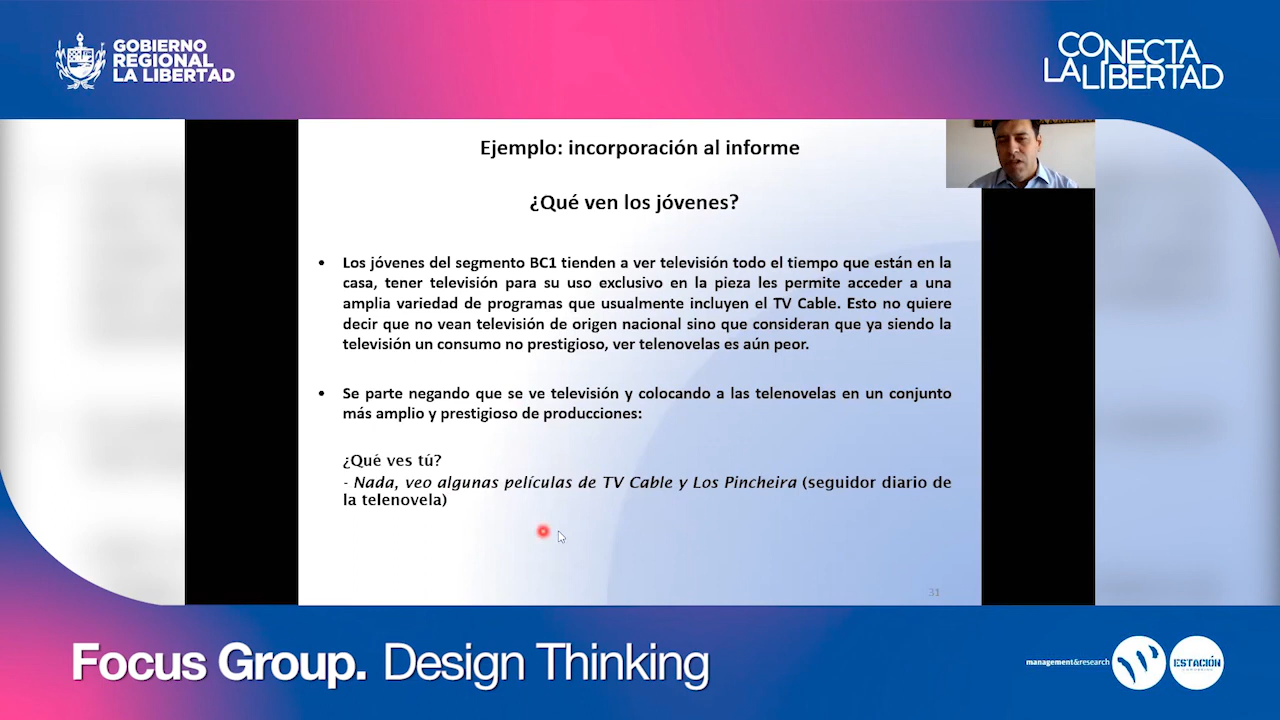 GOBIERNO
REGIONAL
LA LIBERTAD
CONECTA
LA LIBERTAD
Ejemplo: incorporación al informe
¿Qué ven los jóvenes?
• Los jóvenes del segmento BC1 tienden a ver televisión todo el tiempo que están en la
casa, tener televisión para su uso exclusivo en la pieza les permite acceder a una
amplia variedad de programas que usualmente incluyen el TV Cable. Esto no quiere
decir que no vean televisión de origen nacional sino que consideran que ya siendo la
televisión un consumo no prestigioso, ver telenovelas es aún peor.
• Se parte negando que se ve televisión y colocando a las telenovelas en un conjunto
más amplio y prestigioso de producciones:
¿Qué ves tú?
- Nada, veo algunas películas de TV Cable y Los Pincheira (seguidor diario de
la telenovela)
31
Focus Group. Design Thinking
management&research
ESTACIÓN